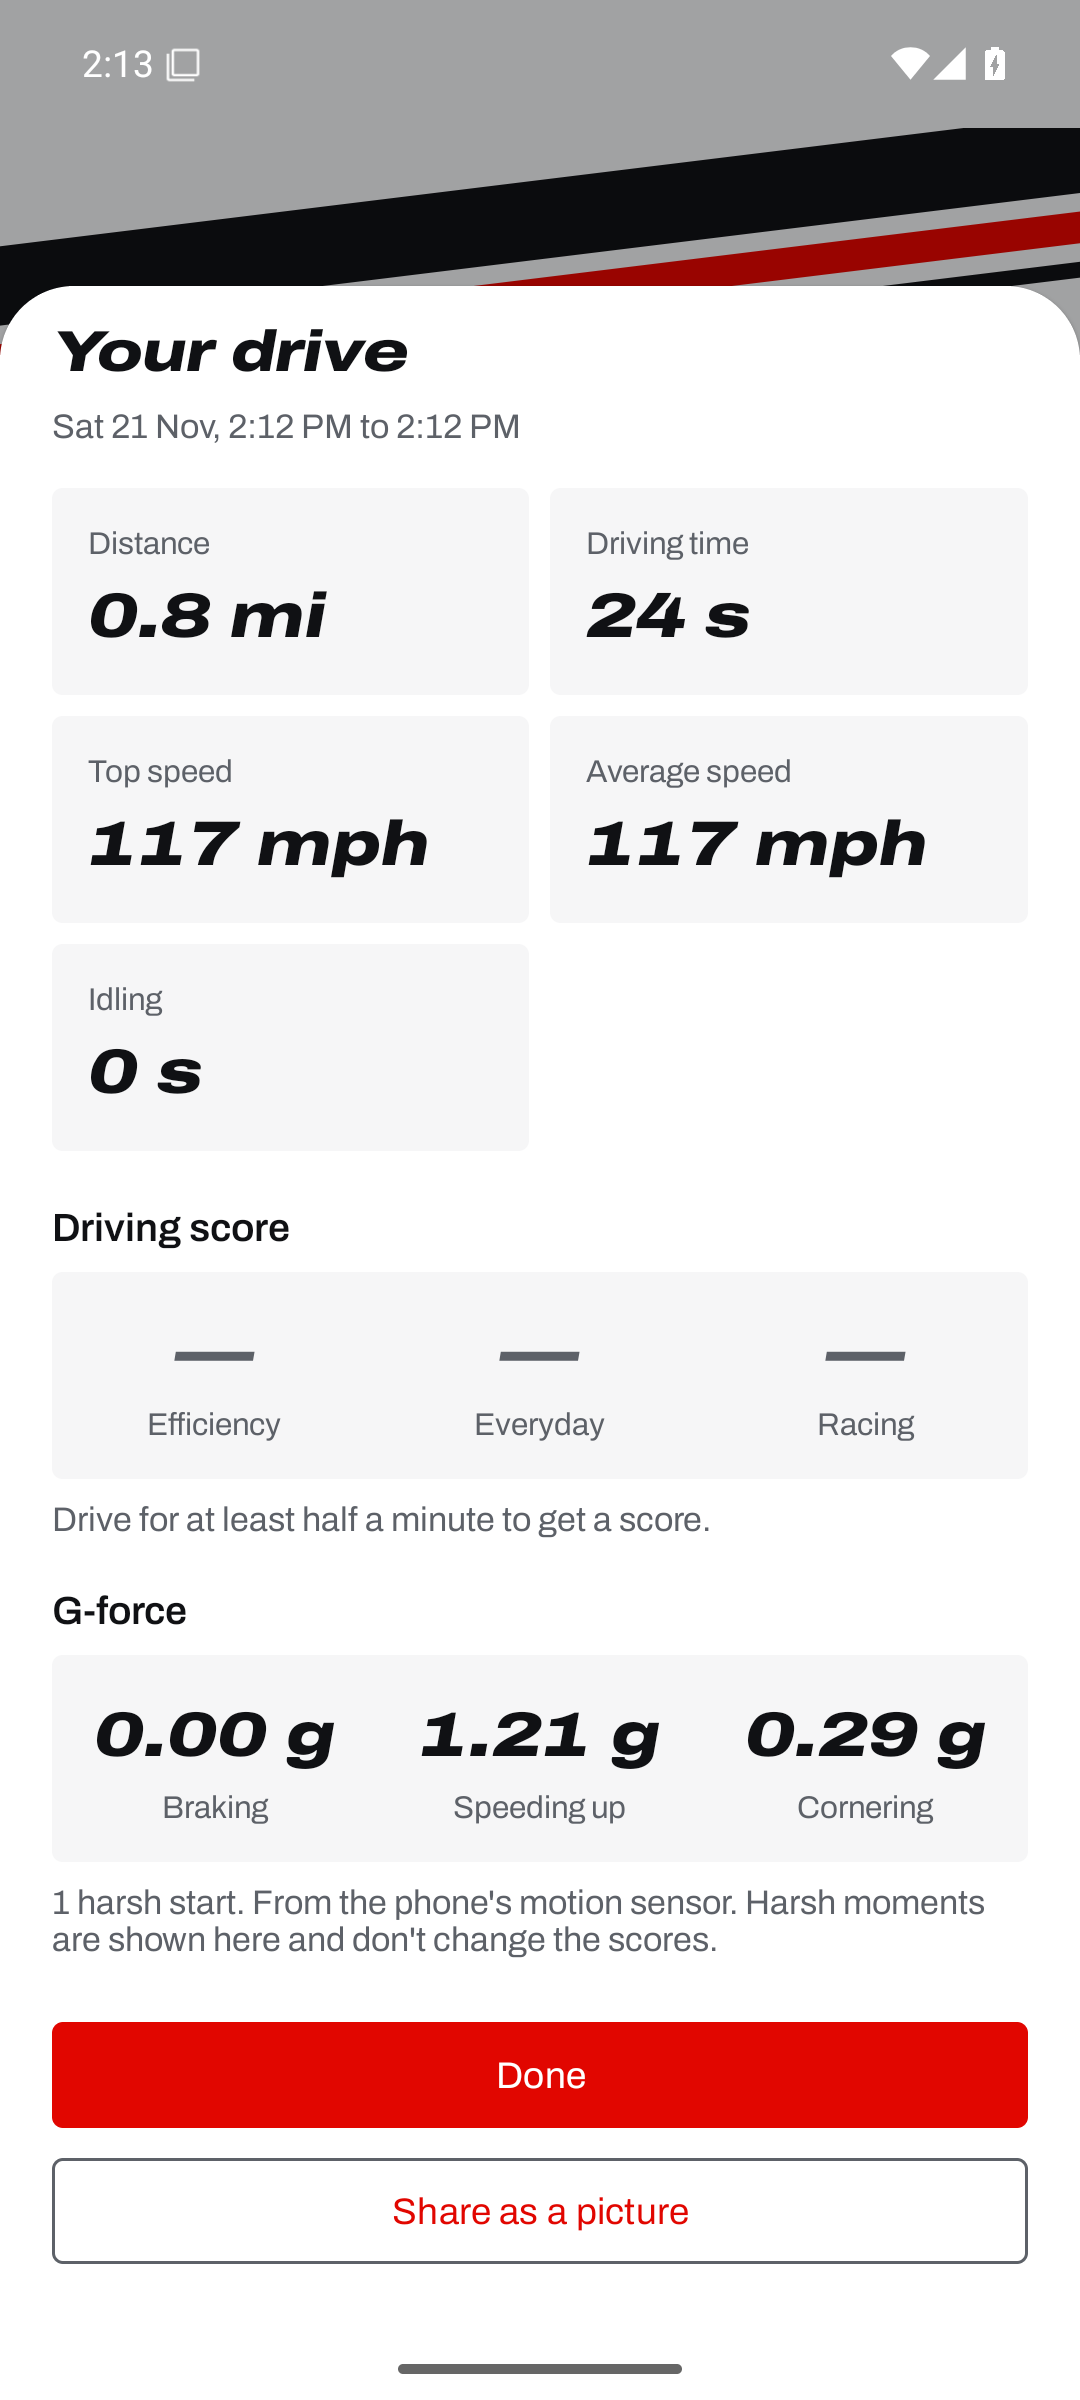 2:13
Your drive
Sat 21 Nov, 2:12 PM to 2:12 PM
Distance
0.8 mi
Driving time
24 s
Top speed
117 mph
Average speed
117 mph
Idling
0 s
Driving score
—
Efficiency
—
Everyday
—
Racing
Drive for at least half a minute to get a score.
G-force
0.00 g
Braking
1.21 g
Speeding up
0.29 g
Cornering
1 harsh start. From the phone's motion sensor. Harsh moments
are shown here and don't change the scores.
Done
Share as a picture